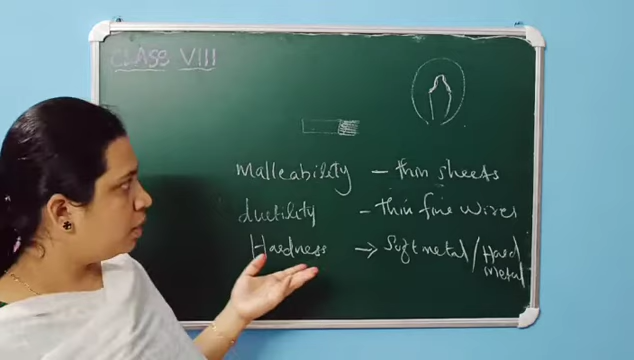 CLASS VIII
Malleability – thin sheets
ductility – thin fine wires
Hardness → Soft metal / Hard metal